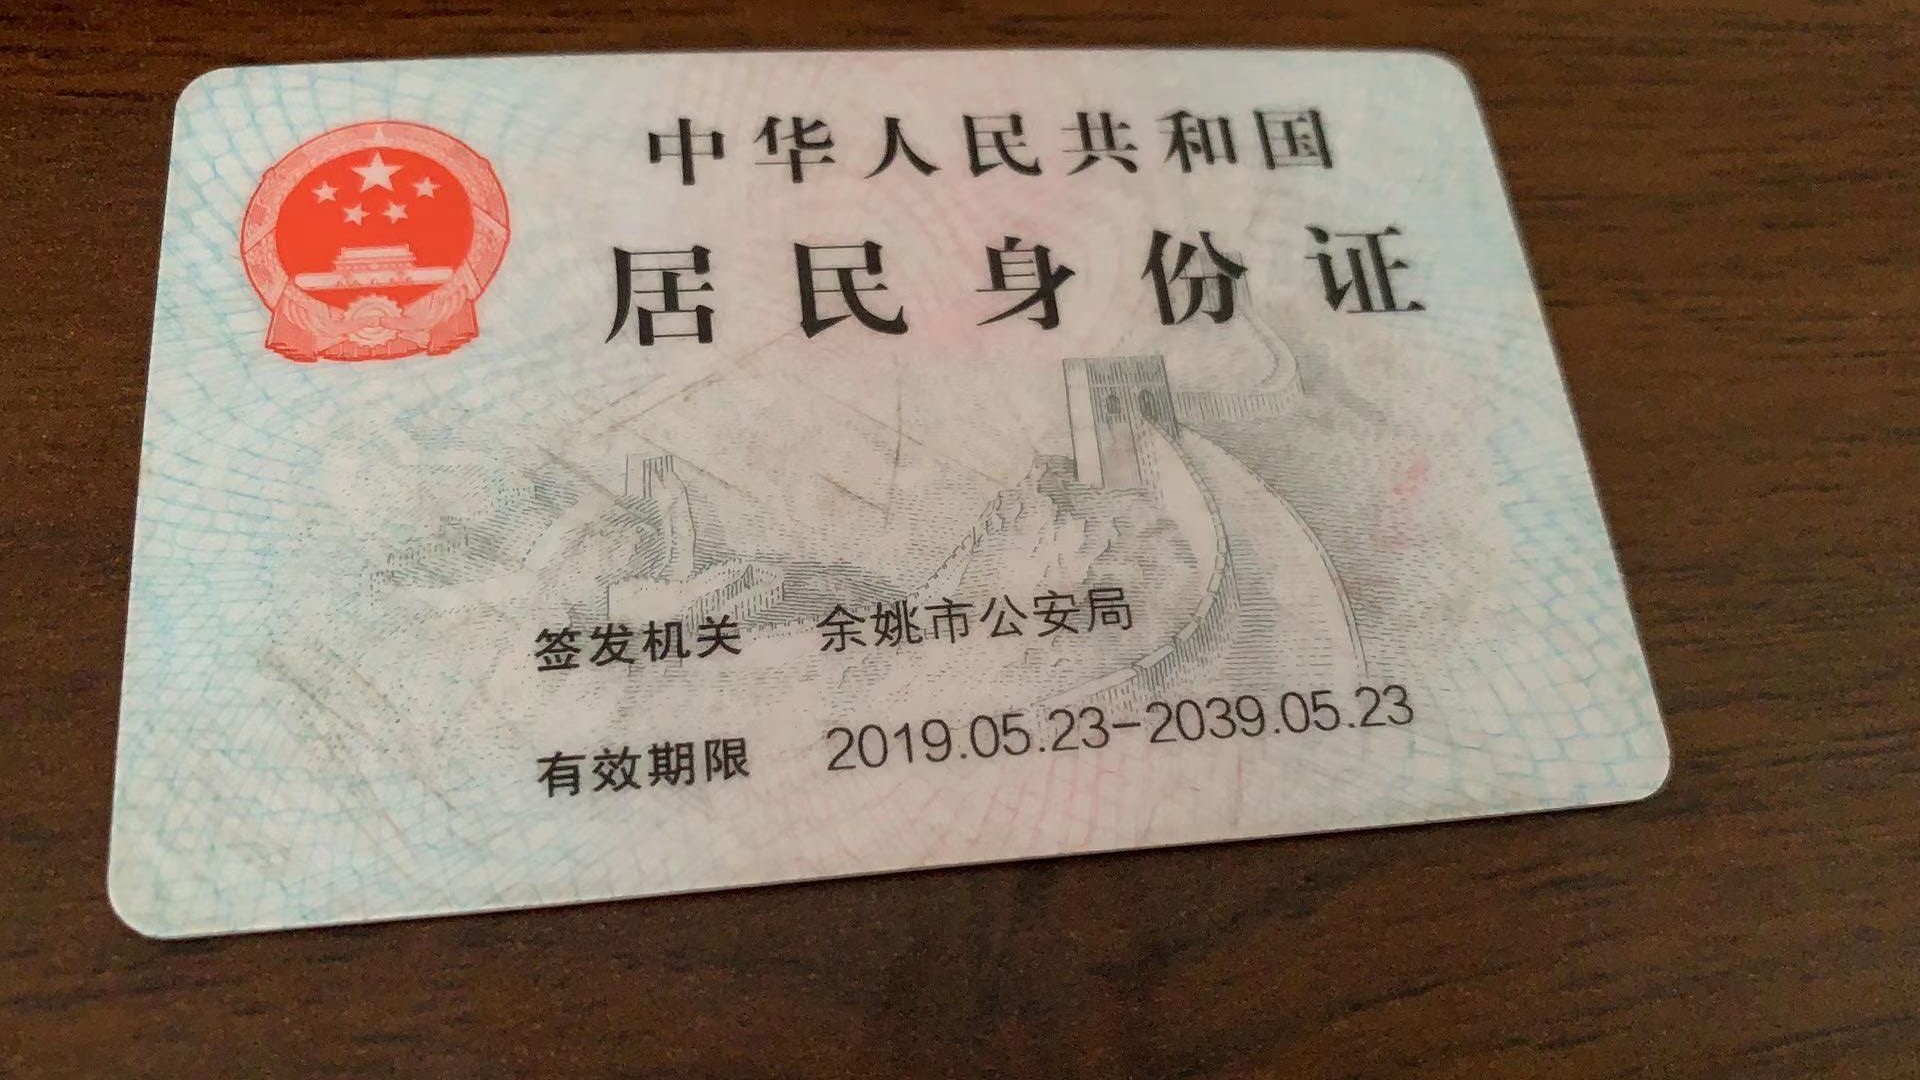 中华人民共和国
居民身份证
签发机关 余姚市公安局
有效期限 2019.05.23-2039.05.23